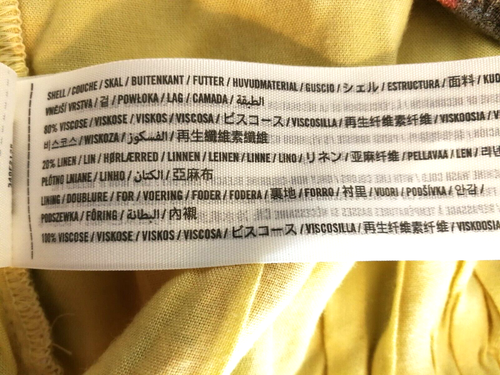 SHELL / COUCHE / SKAL / BUITENKANT / FUTTER / HUVUDMATERIAL / GUSCIO / シェル / ESTRUCTURA / 面料 /
VNĚJŠÍ VRSTVA / 겉 / POWŁOKA / LAG / CAMADA / الطبقة
80% VISCOSE / VISKOSE / VISKOS / VISCOSA / ビスコース / VISCOSILLA / 再生纤维素纤维 / VISKOOSIA /
비스코스 / WISKOZA / الفسكوز / 再生纖維素纖維
20% LINEN / LIN / HØRLÆRRED / LINNEN / LEINEN / LINNE / LINO / リネン / 亚麻纤维 / PELLAVAA / LEN /
PŁÓTNO LNIANE / LINHO / الكتان / 亞麻布
LINING / DOUBLURE / FOR / VOERING / FODER / FODERA / 裏地 / FORRO / 衬里 / VUORI / PODŠÍVKA / 안감 /
PODSZEWKA / FÔRING / البطانة / 內襯
100% VISCOSE / VISKOSE / VISKOS / VISCOSA / ビスコース / VISCOSILLA / 再生纤维素纤维 /